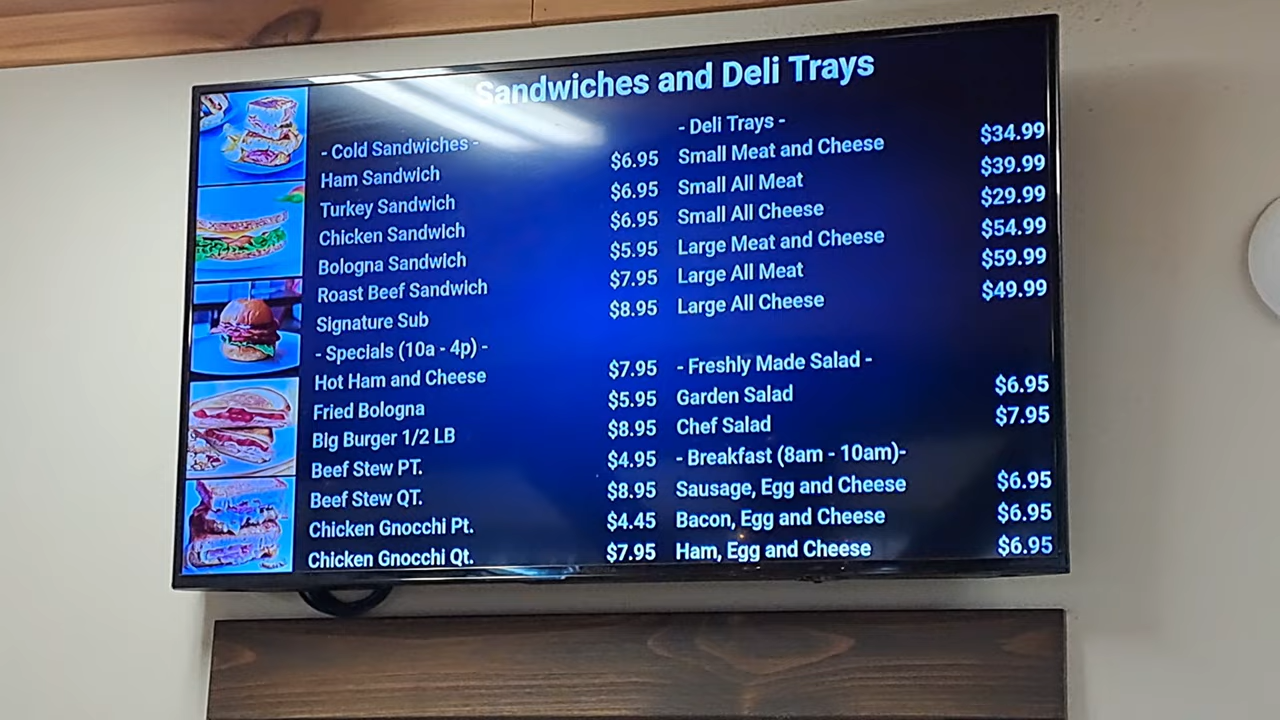 Sandwiches and Deli Trays
- Cold Sandwiches -
Ham Sandwich $6.95
Turkey Sandwich $6.95
Chicken Sandwich $6.95
Bologna Sandwich $5.95
Roast Beef Sandwich $7.95
Signature Sub $8.95
- Specials (10a - 4p) -
Hot Ham and Cheese $7.95
Fried Bologna $5.95
Big Burger 1/2 LB $8.95
Beef Stew PT. $4.95
Beef Stew QT. $8.95
Chicken Gnocchi Pt. $4.45
Chicken Gnocchi Qt. $7.95
- Deli Trays -
Small Meat and Cheese $34.99
Small All Meat $39.99
Small All Cheese $29.99
Large Meat and Cheese $54.99
Large All Meat $59.99
Large All Cheese $49.99
- Freshly Made Salad -
Garden Salad $6.95
Chef Salad $7.95
- Breakfast (8am - 10am)-
Sausage, Egg and Cheese $6.95
Bacon, Egg and Cheese $6.95
Ham, Egg and Cheese $6.95